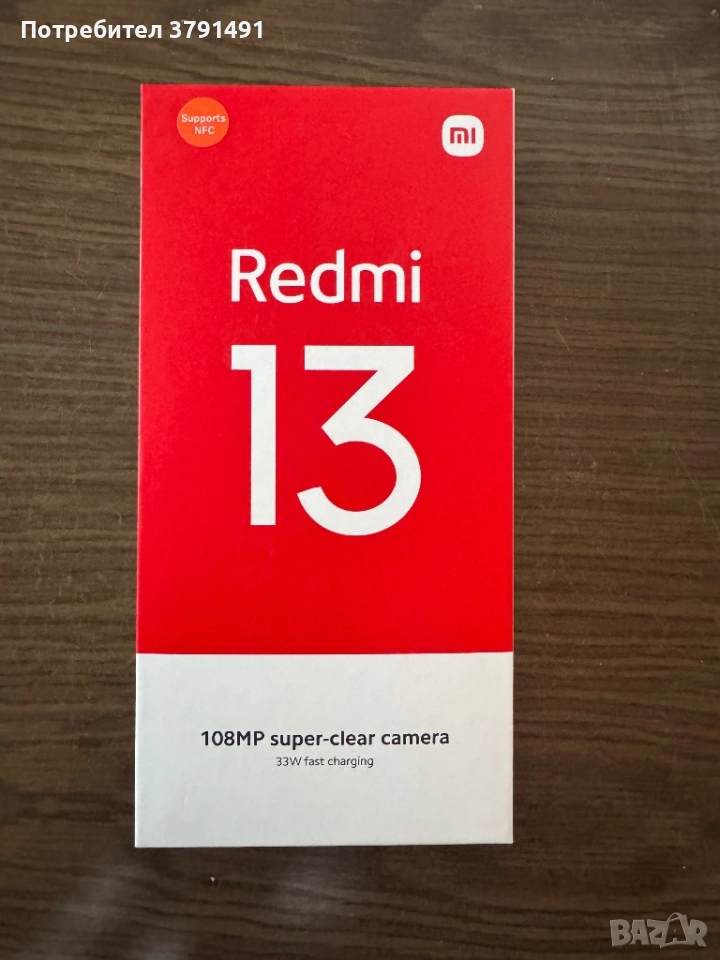 Потребител 3791491
Supports
NFC
mi
Redmi
13
108MP super-clear camera
33W fast charging
BAZAR